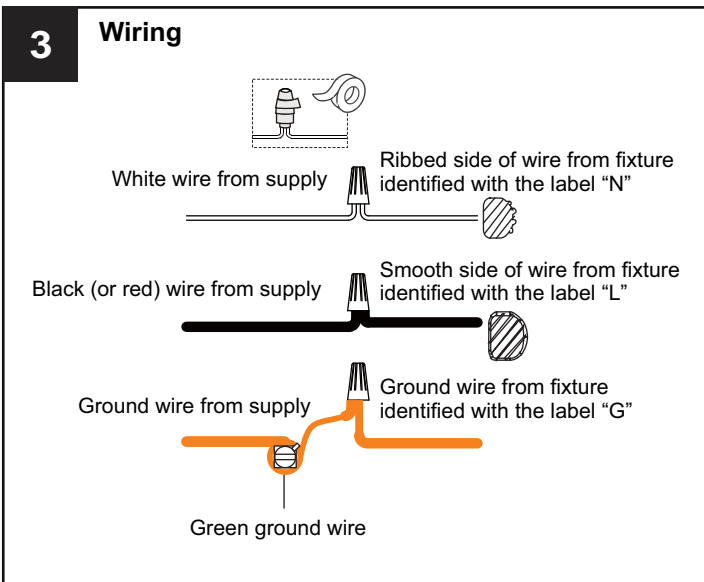 3
Wiring
White wire from supply
Ribbed side of wire from fixture
identified with the label “N”
Black (or red) wire from supply
Smooth side of wire from fixture
identified with the label “L”
Ground wire from supply
Ground wire from fixture
identified with the label “G”
Green ground wire